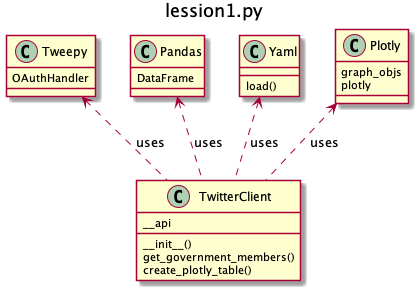 lession1.py
C Tweepy
OAuthHandler
C Pandas
DataFrame
C Yaml
load()
C Plotly
graph_objs
plotly
uses
uses
uses
uses
C TwitterClient
__api
__init__()
get_government_members()
create_plotly_table()